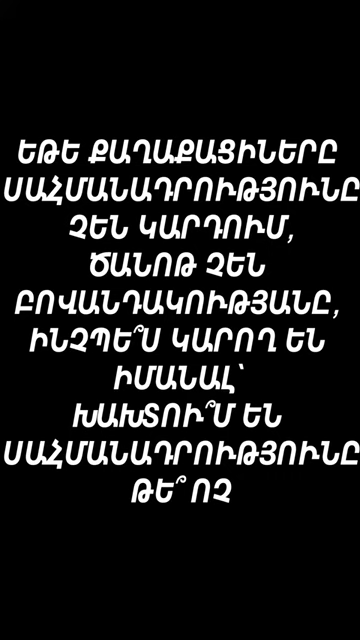 ԵԹԵ ՔԱՂԱՔԱՑԻՆԵՐԸ
ՍԱՀՄԱՆԱԴՐՈՒԹՅՈՒՆԸ
ՉԵՆ ԿԱՐԴՈՒՄ,
ԾԱՆՈԹ ՉԵՆ
ԲՈՎԱՆԴԱԿՈՒԹՅԱՆԸ,
ԻՆՉՊԵ՞Ս ԿԱՐՈՂ ԵՆ
ԻՄԱՆԱԼ՝
ԽԱԽՏՈՒ՞Մ ԵՆ
ՍԱՀՄԱՆԱԴՐՈՒԹՅՈՒՆԸ
ԹԵ՞ ՈՉ